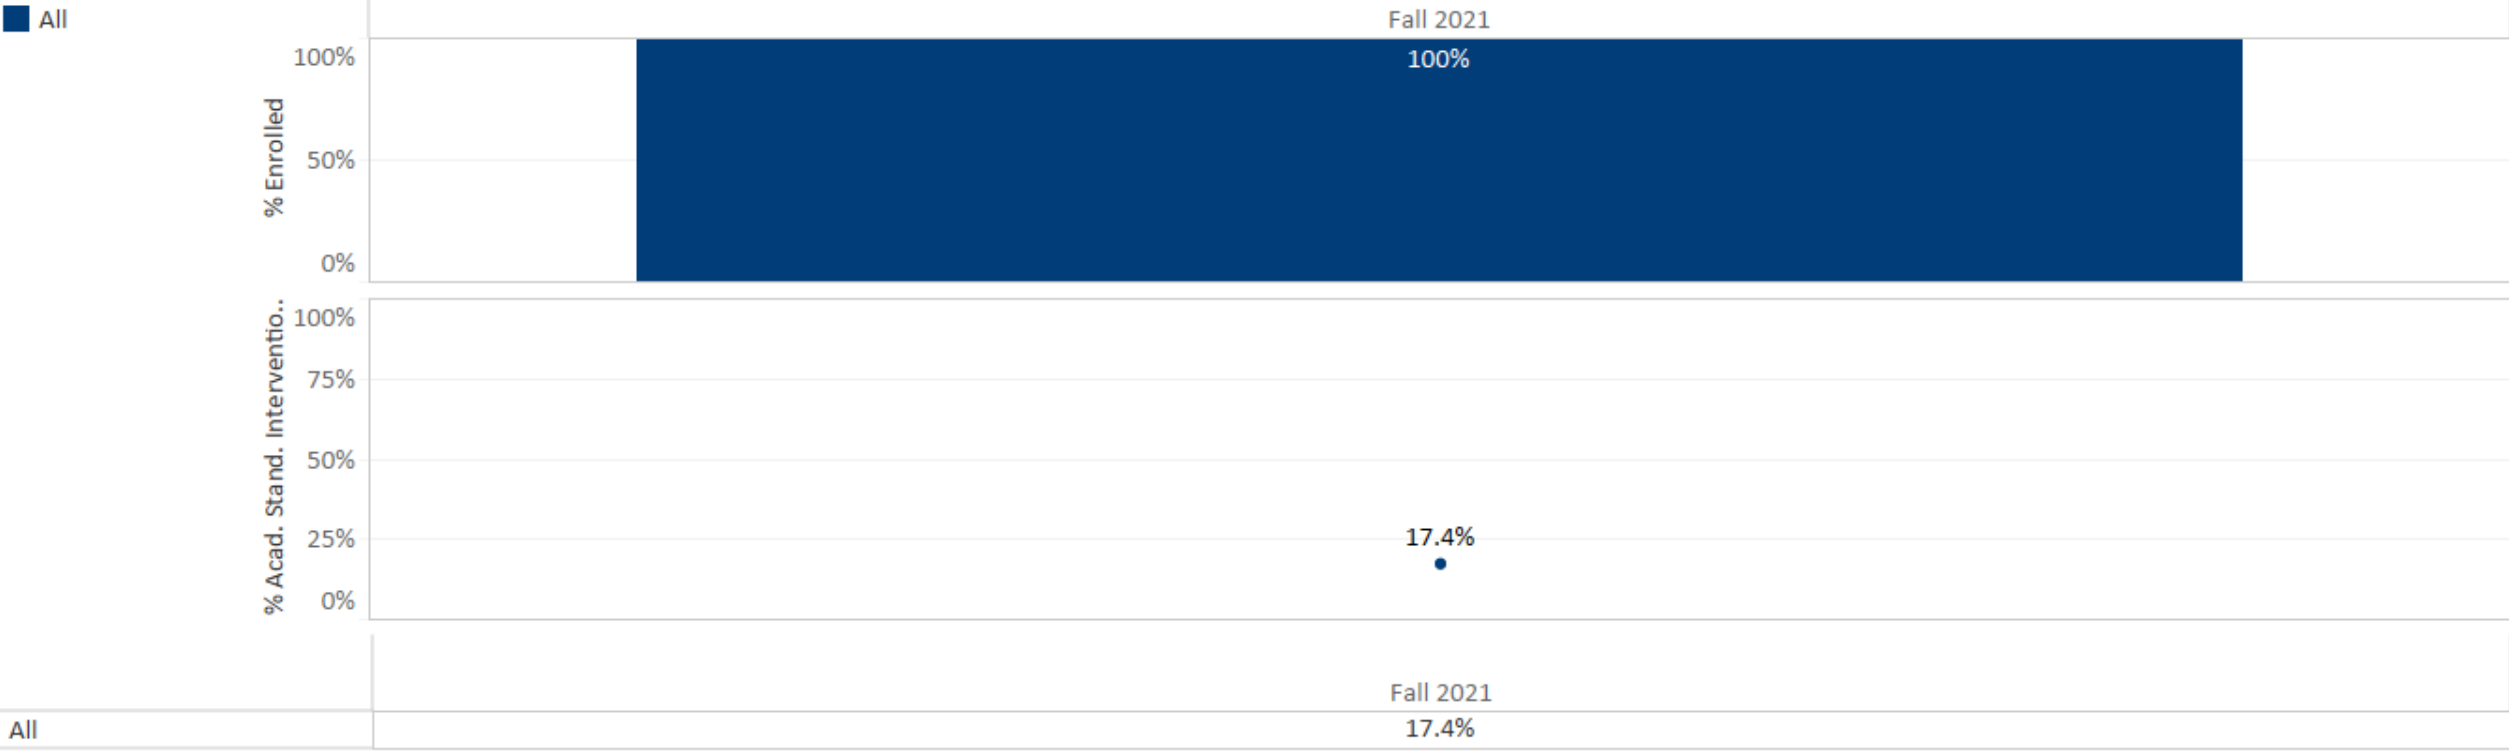 All
Fall 2021
100%
100%
50%
0%
% Enrolled
100%
75%
50%
25%
0%
% Acad. Stand. Interventio..
17.4%
Fall 2021
All 17.4%